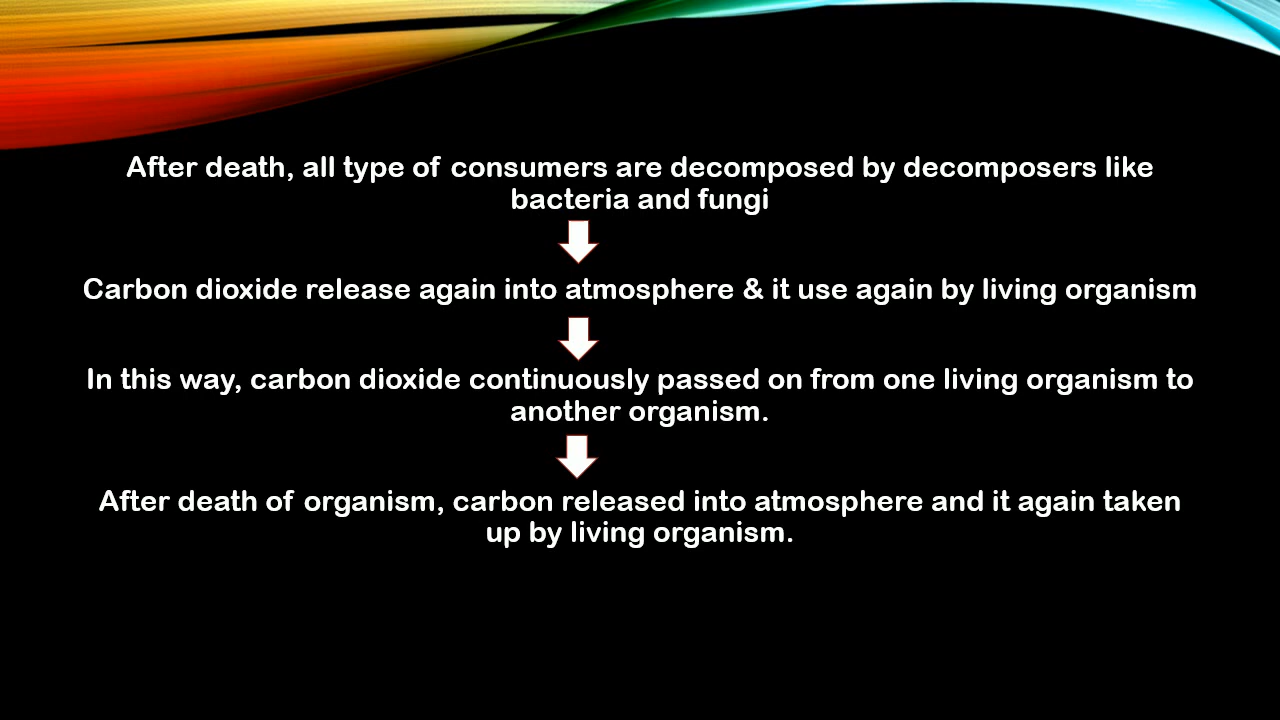 After death, all type of consumers are decomposed by decomposers like
bacteria and fungi
Carbon dioxide release again into atmosphere & it use again by living organism
In this way, carbon dioxide continuously passed on from one living organism to
another organism.
After death of organism, carbon released into atmosphere and it again taken
up by living organism.